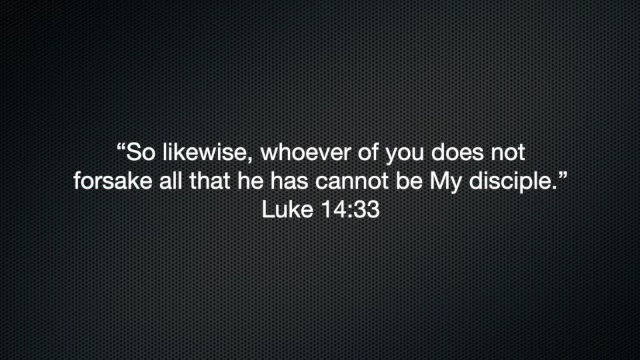 “So likewise, whoever of you does not
forsake all that he has cannot be My disciple.”
Luke 14:33